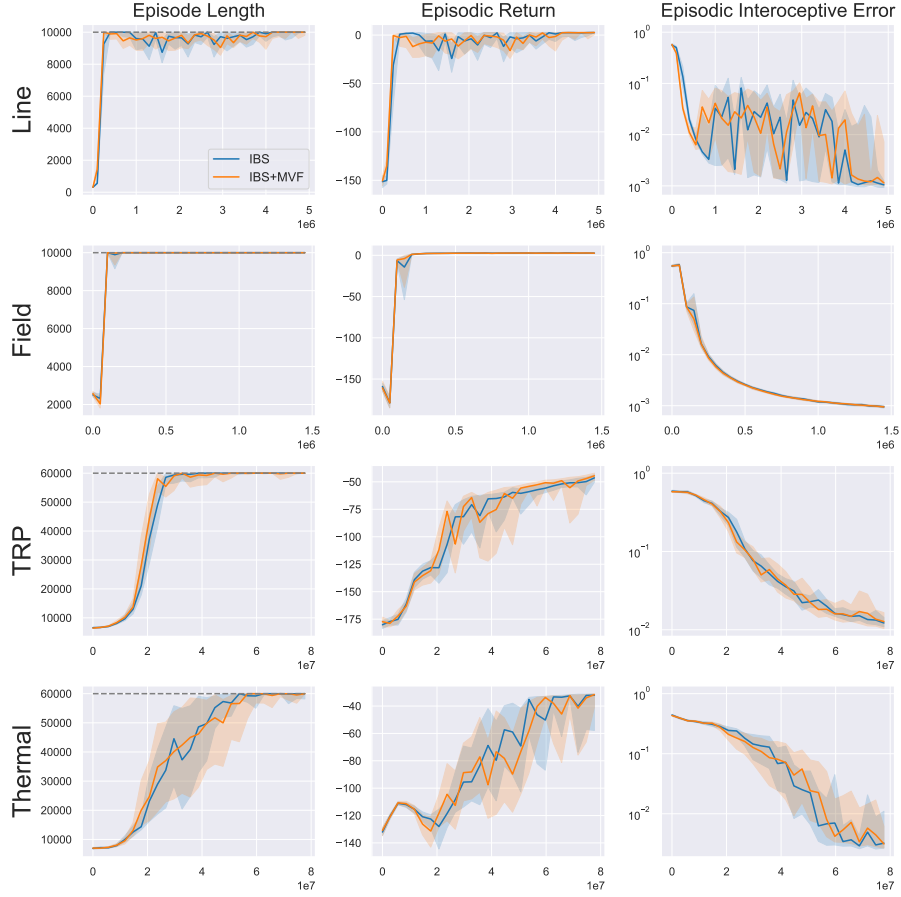 Episode Length
Episodic Return
Episodic Interoceptive Error
Line
10000
8000
6000
4000
2000
0
IBS
IBS+MVF
0 1 2 3 4 5
1e6
0
−50
−100
−150
0 1 2 3 4 5
1e6
10⁰
10⁻¹
10⁻²
10⁻³
0 1 2 3 4 5
1e6
Field
10000
8000
6000
4000
2000
0.0 0.5 1.0 1.5
1e6
0
−50
−100
−150
0.0 0.5 1.0 1.5
1e6
10⁰
10⁻¹
10⁻²
10⁻³
0.0 0.5 1.0 1.5
1e6
TRP
60000
50000
40000
30000
20000
10000
0 2 4 6 8
1e7
−50
−75
−100
−125
−150
−175
0 2 4 6 8
1e7
10⁰
10⁻¹
10⁻²
0 2 4 6 8
1e7
Thermal
60000
50000
40000
30000
20000
10000
0 2 4 6 8
1e7
−40
−60
−80
−100
−120
−140
0 2 4 6 8
1e7
10⁰
10⁻¹
10⁻²
0 2 4 6 8
1e7